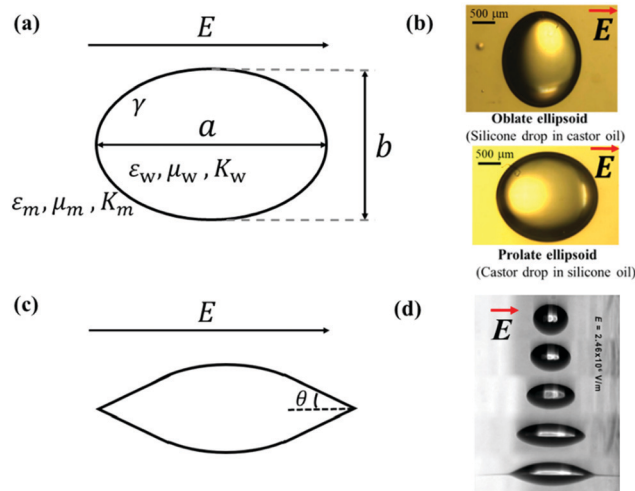 (a)
E
γ
a
b
ε_w, μ_w , K_w
ε_m, μ_m , K_m
(b)
500 μm
E
Oblate ellipsoid
(Silicone drop in castor oil)
500 μm
E
Prolate ellipsoid
(Castor drop in silicone oil)
(c)
E
θ
(d)
E
E = 2.46x10⁶ V/m